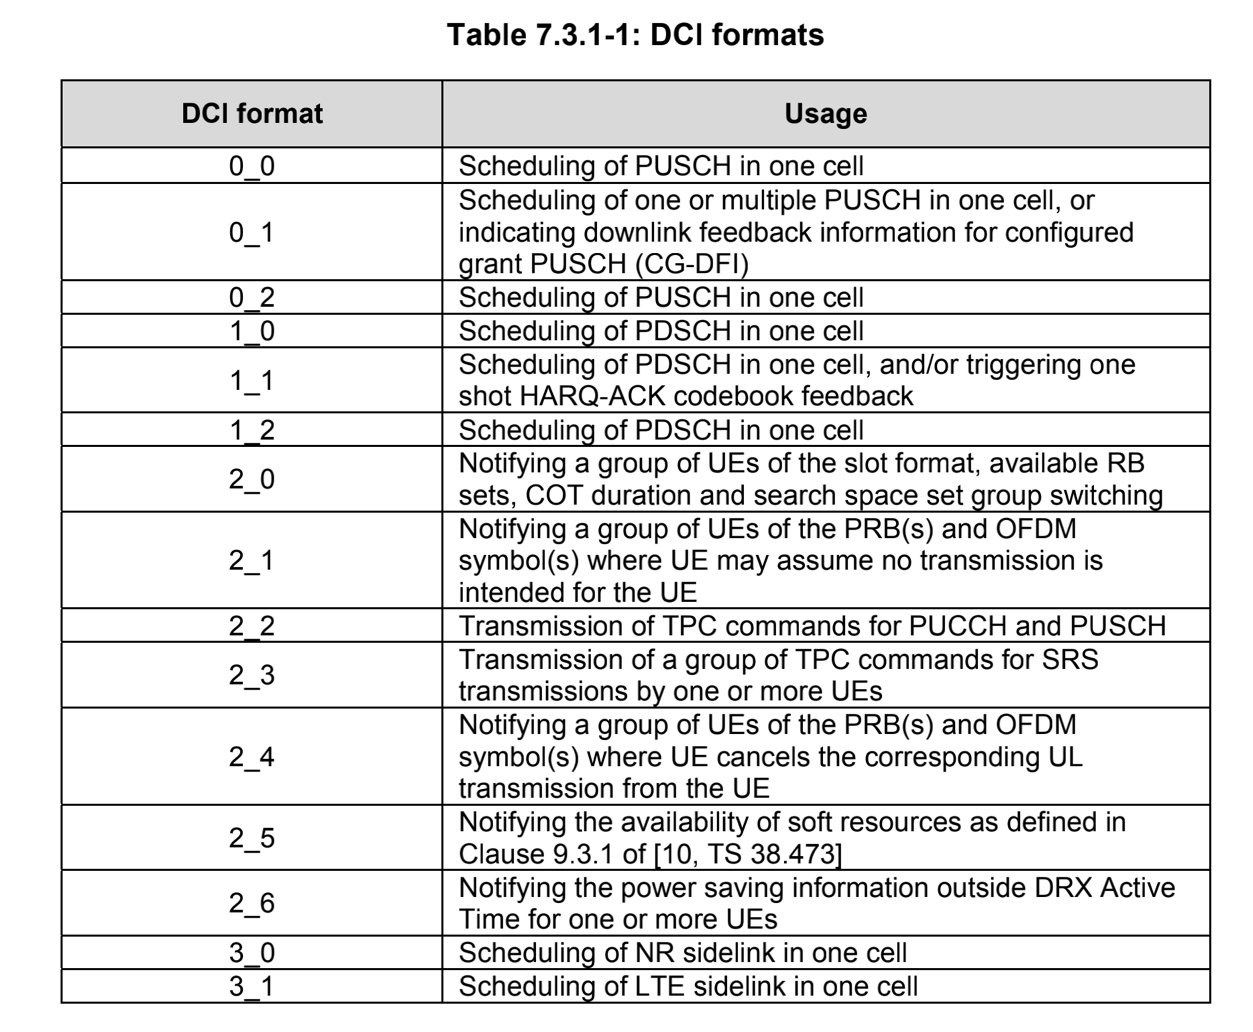 Table 7.3.1-1: DCI formats
DCI format Usage
0_0 Scheduling of PUSCH in one cell
0_1 Scheduling of one or multiple PUSCH in one cell, or
indicating downlink feedback information for configured
grant PUSCH (CG-DFI)
0_2 Scheduling of PUSCH in one cell
1_0 Scheduling of PDSCH in one cell
1_1 Scheduling of PDSCH in one cell, and/or triggering one
shot HARQ-ACK codebook feedback
1_2 Scheduling of PDSCH in one cell
2_0 Notifying a group of UEs of the slot format, available RB
sets, COT duration and search space set group switching
2_1 Notifying a group of UEs of the PRB(s) and OFDM
symbol(s) where UE may assume no transmission is
intended for the UE
2_2 Transmission of TPC commands for PUCCH and PUSCH
2_3 Transmission of a group of TPC commands for SRS
transmissions by one or more UEs
2_4 Notifying a group of UEs of the PRB(s) and OFDM
symbol(s) where UE cancels the corresponding UL
transmission from the UE
2_5 Notifying the availability of soft resources as defined in
Clause 9.3.1 of [10, TS 38.473]
2_6 Notifying the power saving information outside DRX Active
Time for one or more UEs
3_0 Scheduling of NR sidelink in one cell
3_1 Scheduling of LTE sidelink in one cell